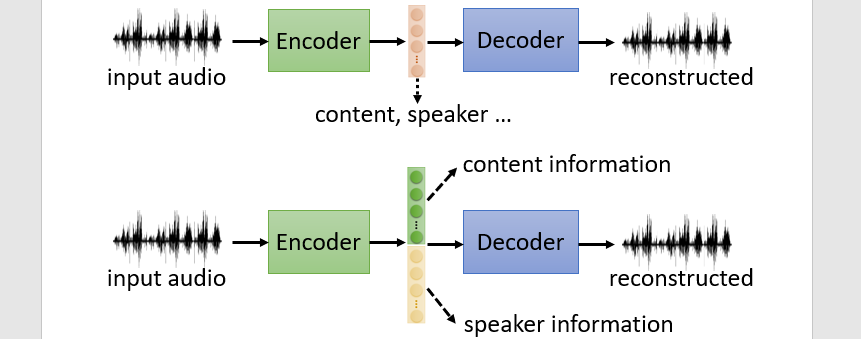 Encoder
Decoder
input audio
reconstructed
content, speaker ...
content information
Encoder
Decoder
input audio
reconstructed
speaker information